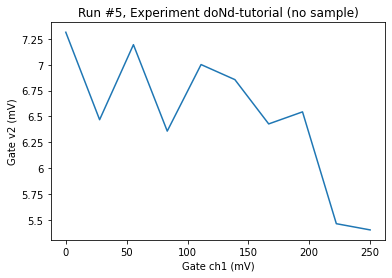 Run #5, Experiment doNd-tutorial (no sample)
Gate v2 (mV)
7.25
7
6.75
6.5
6.25
6
5.75
5.5
0 50 100 150 200 250
Gate ch1 (mV)